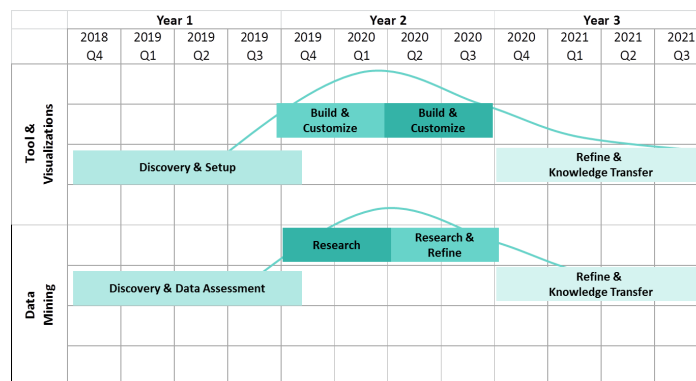 Year 1 Year 2 Year 3
2018 2019 2019 2019 2019 2020 2020 2020 2020 2021 2021 2021
Q4 Q1 Q2 Q3 Q4 Q1 Q2 Q3 Q4 Q1 Q2 Q3
Tool &
Visualizations
Build &
Customize
Build &
Customize
Discovery & Setup
Refine &
Knowledge Transfer
Data
Mining
Research
Research &
Refine
Discovery & Data Assessment
Refine &
Knowledge Transfer